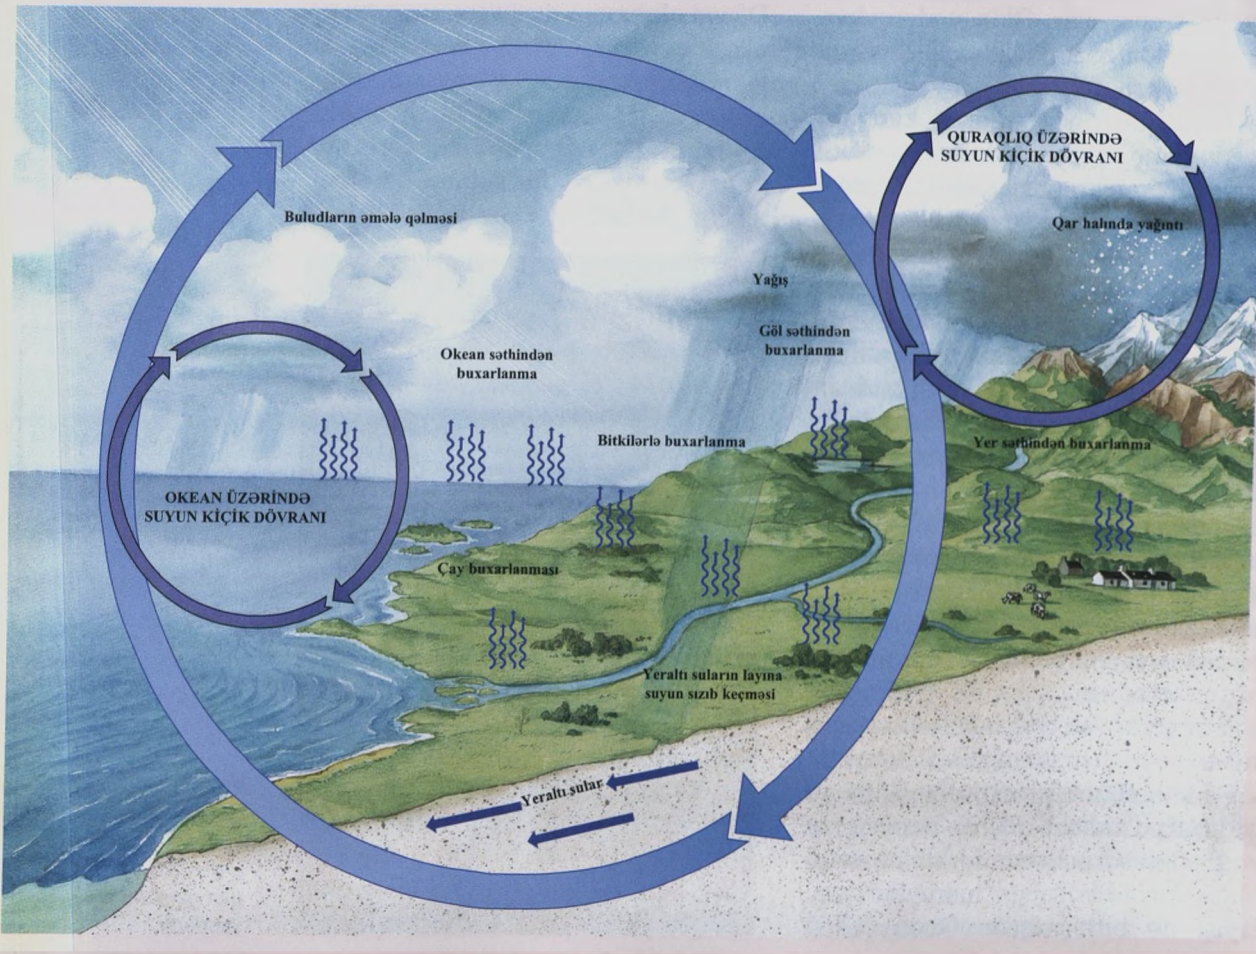 QURAQLIQ ÜZƏRİNDƏ
SUYUN KİÇİK DÖVRANI
Buludların əmələ qəlməsi
Qar halında yağıntı
Yağış
Göl səthindən
buxarlanma
Okean səthindən
buxarlanma
Bitkilərlə buxarlanma
Yer səthindən buxarlanma
OKEAN ÜZƏRİNDƏ
SUYUN KİÇİK DÖVRANI
Çay buxarlanması
Yeraltı suların layına
suyun sızıb keçməsi
Yeraltı sular